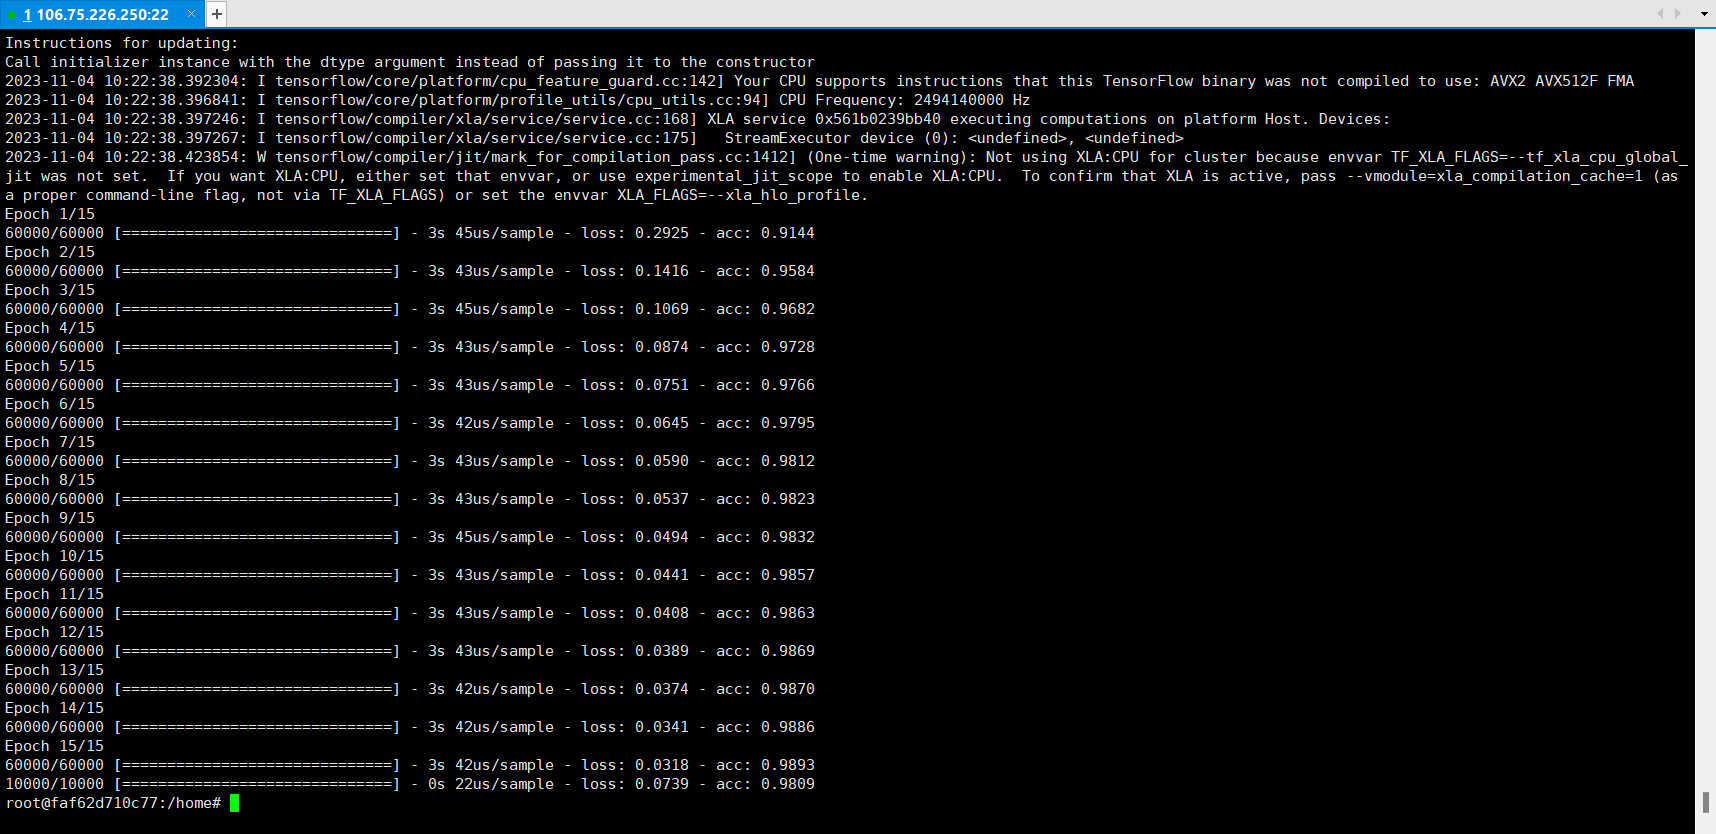 1 106.75.226.250:22 × +
Instructions for updating:
Call initializer instance with the dtype argument instead of passing it to the constructor
2023-11-04 10:22:38.392304: I tensorflow/core/platform/cpu_feature_guard.cc:142] Your CPU supports instructions that this TensorFlow binary was not compiled to use: AVX2 AVX512F FMA
2023-11-04 10:22:38.396841: I tensorflow/core/platform/profile_utils/cpu_utils.cc:94] CPU Frequency: 2494140000 Hz
2023-11-04 10:22:38.397246: I tensorflow/compiler/xla/service/service.cc:168] XLA service 0x561b0239bb40 executing computations on platform Host. Devices:
2023-11-04 10:22:38.397267: I tensorflow/compiler/xla/service/service.cc:175]   StreamExecutor device (0): <undefined>, <undefined>
2023-11-04 10:22:38.423854: W tensorflow/compiler/jit/mark_for_compilation_pass.cc:1412] (One-time warning): Not using XLA:CPU for cluster because envvar TF_XLA_FLAGS=--tf_xla_cpu_global_
jit was not set.  If you want XLA:CPU, either set that envvar, or use experimental_jit_scope to enable XLA:CPU.  To confirm that XLA is active, pass --vmodule=xla_compilation_cache=1 (as
a proper command-line flag, not via TF_XLA_FLAGS) or set the envvar XLA_FLAGS=--xla_hlo_profile.
Epoch 1/15
60000/60000 [==============================] - 3s 45us/sample - loss: 0.2925 - acc: 0.9144
Epoch 2/15
60000/60000 [==============================] - 3s 43us/sample - loss: 0.1416 - acc: 0.9584
Epoch 3/15
60000/60000 [==============================] - 3s 45us/sample - loss: 0.1069 - acc: 0.9682
Epoch 4/15
60000/60000 [==============================] - 3s 43us/sample - loss: 0.0874 - acc: 0.9728
Epoch 5/15
60000/60000 [==============================] - 3s 43us/sample - loss: 0.0751 - acc: 0.9766
Epoch 6/15
60000/60000 [==============================] - 3s 42us/sample - loss: 0.0645 - acc: 0.9795
Epoch 7/15
60000/60000 [==============================] - 3s 43us/sample - loss: 0.0590 - acc: 0.9812
Epoch 8/15
60000/60000 [==============================] - 3s 43us/sample - loss: 0.0537 - acc: 0.9823
Epoch 9/15
60000/60000 [==============================] - 3s 45us/sample - loss: 0.0494 - acc: 0.9832
Epoch 10/15
60000/60000 [==============================] - 3s 43us/sample - loss: 0.0441 - acc: 0.9857
Epoch 11/15
60000/60000 [==============================] - 3s 43us/sample - loss: 0.0408 - acc: 0.9863
Epoch 12/15
60000/60000 [==============================] - 3s 43us/sample - loss: 0.0389 - acc: 0.9869
Epoch 13/15
60000/60000 [==============================] - 3s 42us/sample - loss: 0.0374 - acc: 0.9870
Epoch 14/15
60000/60000 [==============================] - 3s 42us/sample - loss: 0.0341 - acc: 0.9886
Epoch 15/15
60000/60000 [==============================] - 3s 42us/sample - loss: 0.0318 - acc: 0.9893
10000/10000 [==============================] - 0s 22us/sample - loss: 0.0739 - acc: 0.9809
root@faf62d710c77:/home#